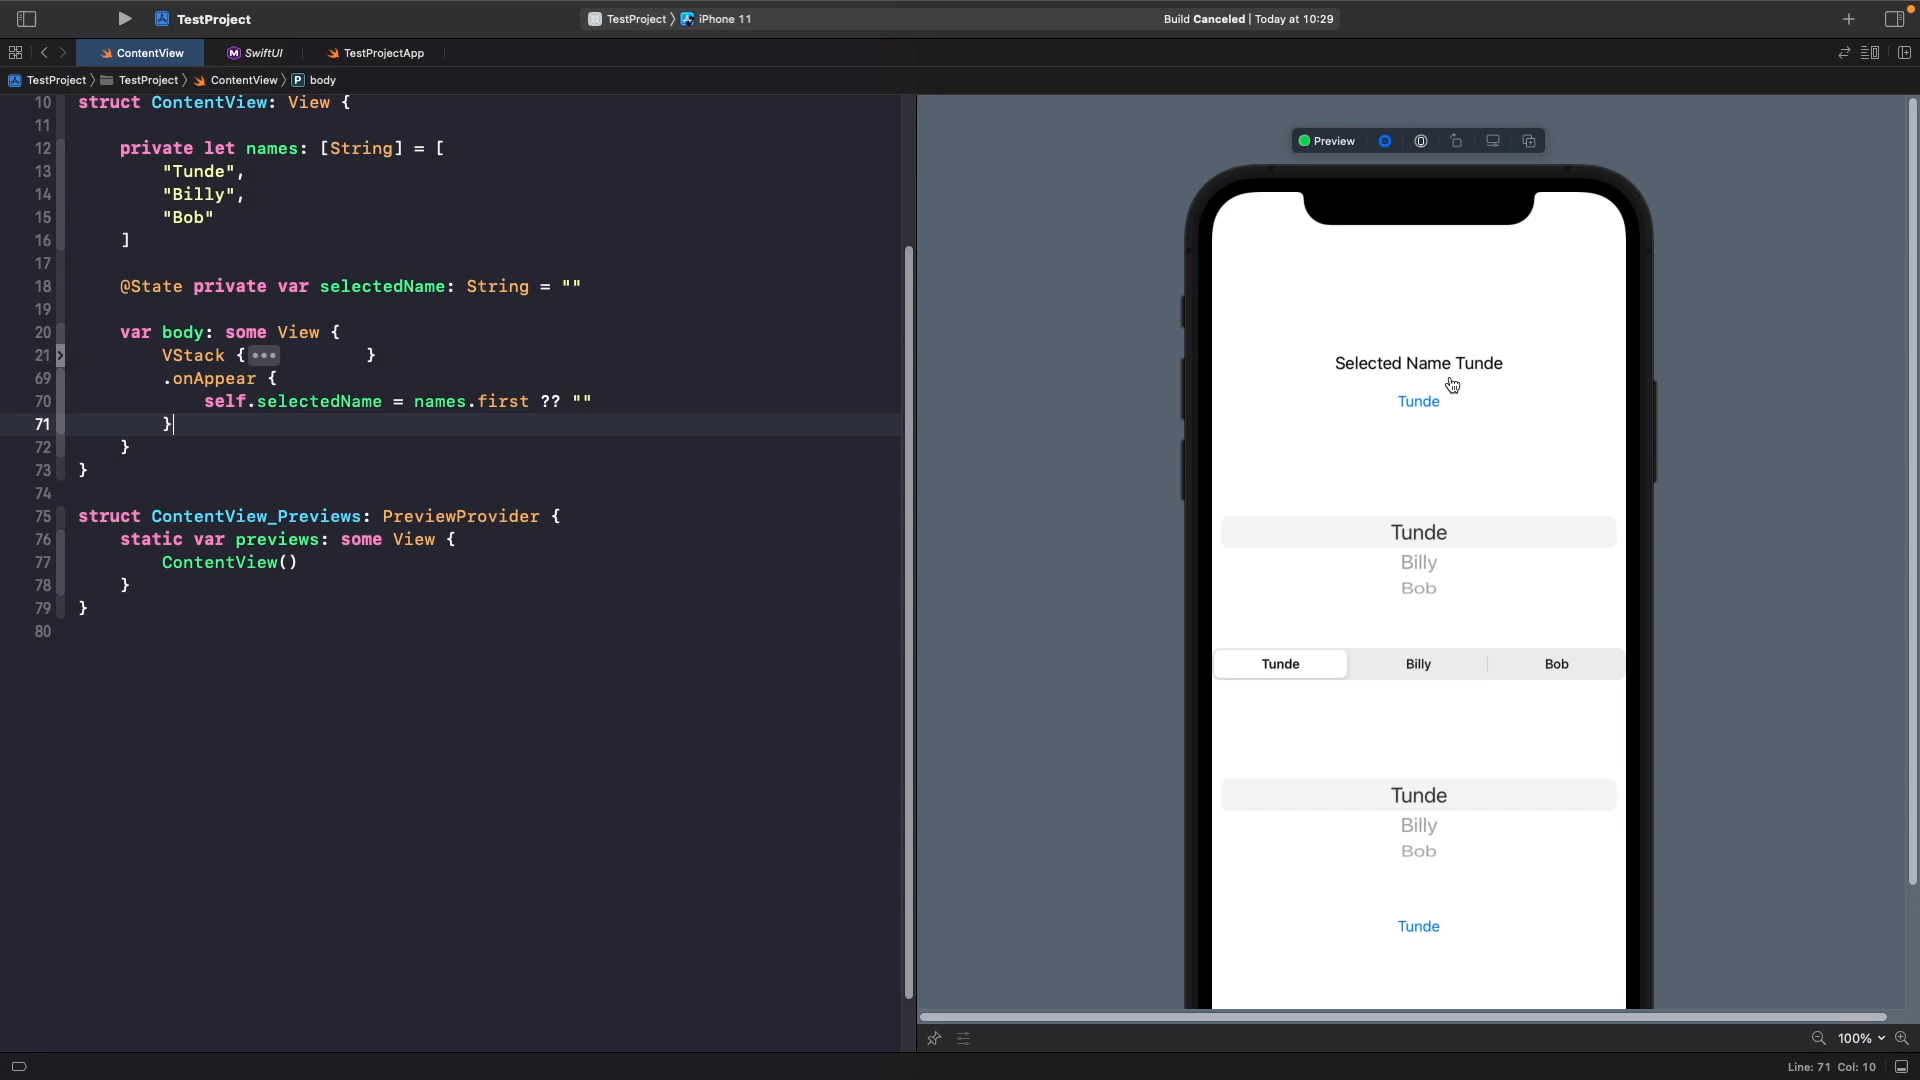 TestProject
TestProject 〉 iPhone 11
Build Canceled | Today at 10:29
ContentView
SwiftUI
TestProjectApp
TestProject 〉 TestProject 〉 ContentView 〉 P body
10 struct ContentView: View {
11
12 private let names: [String] = [
13 "Tunde",
14 "Billy",
15 "Bob"
16 ]
17
18 @State private var selectedName: String = ""
19
20 var body: some View {
21 VStack {••• }
69 .onAppear {
70 self.selectedName = names.first ?? ""
71 }
72 }
73 }
74
75 struct ContentView_Previews: PreviewProvider {
76 static var previews: some View {
77 ContentView()
78 }
79 }
80
Preview
Selected Name Tunde
Tunde
Tunde
Billy
Bob
Tunde Billy Bob
Tunde
Billy
Bob
Tunde
100%
Line: 71 Col: 10